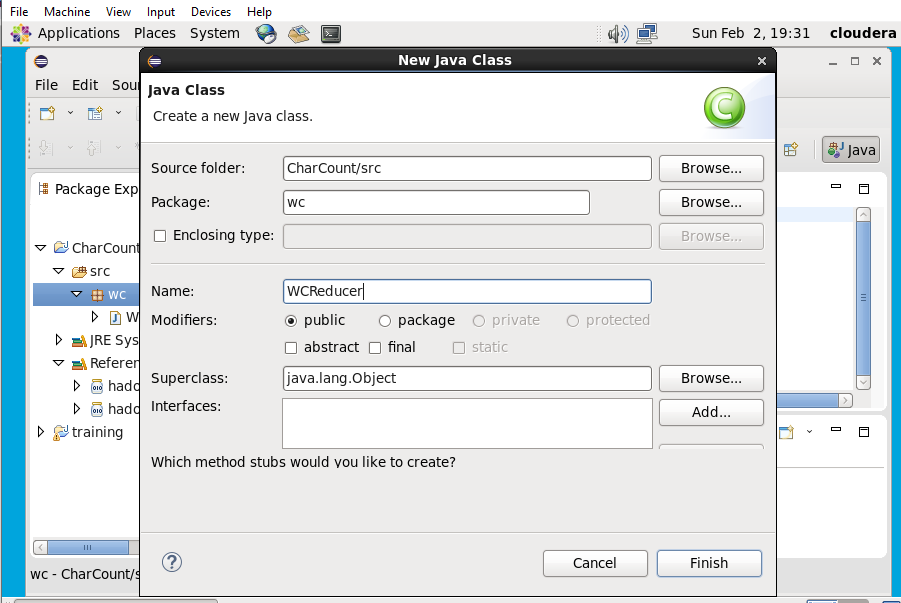 File Machine View Input Devices Help
Applications Places System Sun Feb 2, 19:31 cloudera
New Java Class
File Edit Sou
Java Class
Create a new Java class.
Java
Package Exp
Source folder: CharCount/src Browse...
Package: wc Browse...
Enclosing type: Browse...
CharCount
src
wc
W
JRE Sys
Referen
hado
hado
training
Name: WCReducer
Modifiers: public package private protected
abstract final static
Superclass: java.lang.Object Browse...
Interfaces: Add...
Which method stubs would you like to create?
Cancel Finish
wc - CharCount/s